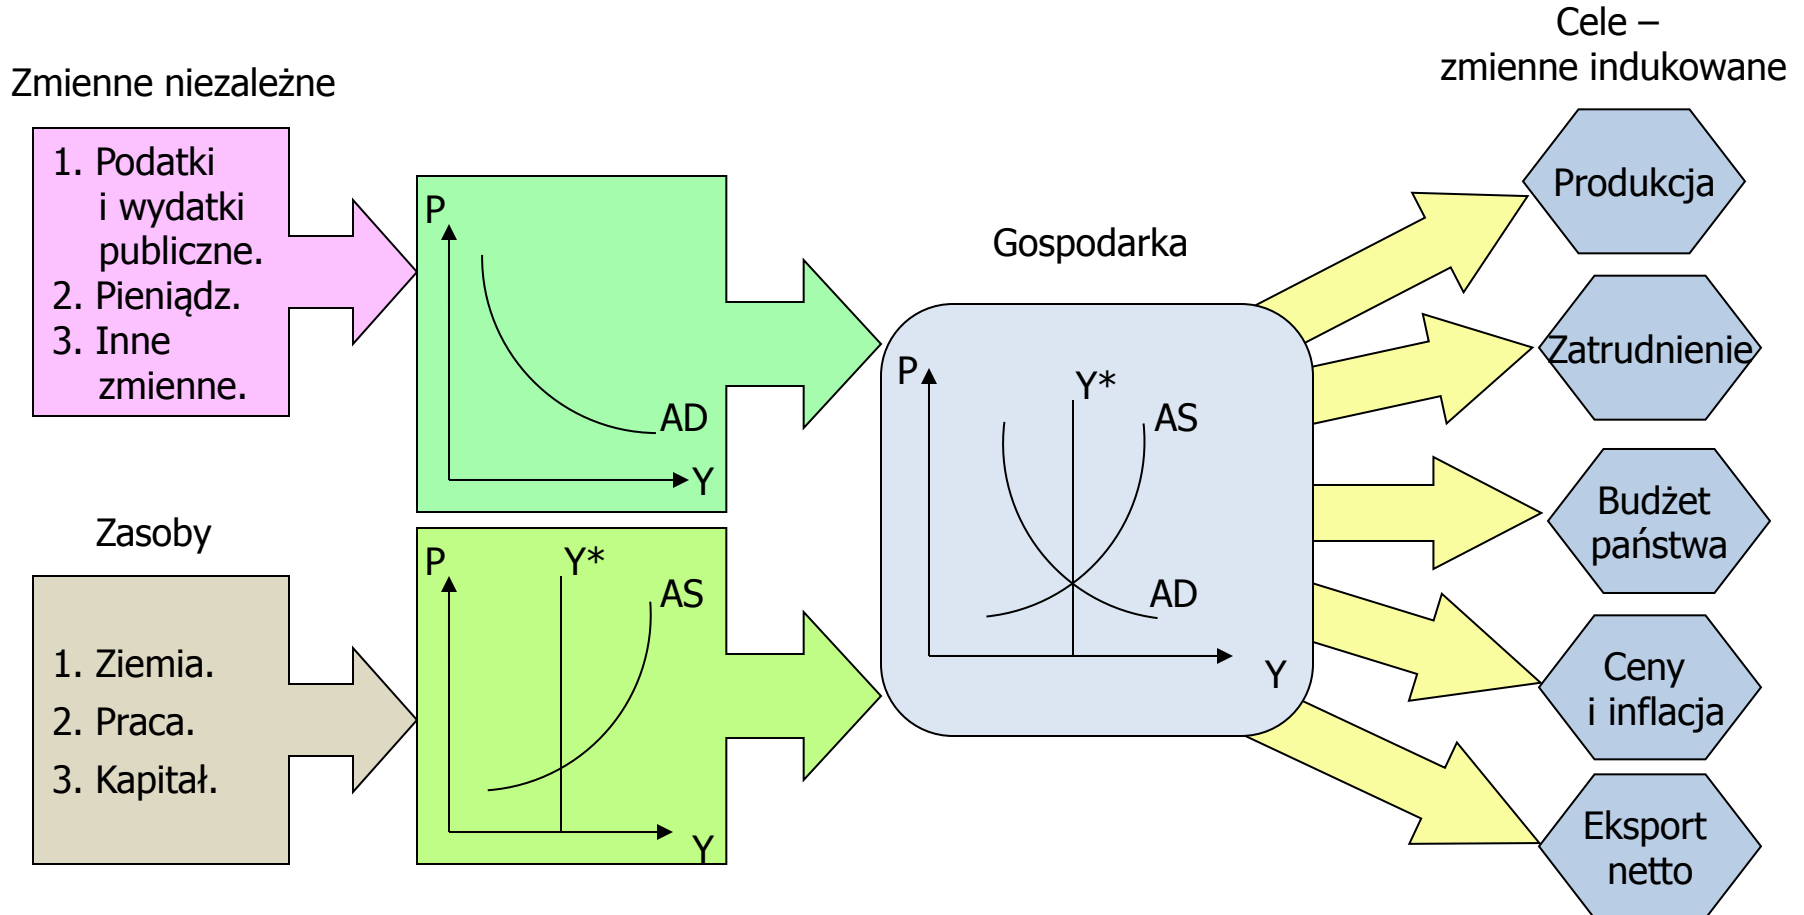 Zmienne niezależne
1. Podatki
i wydatki
publiczne.
2. Pieniądz.
3. Inne
zmienne.
Zasoby
1. Ziemia.
2. Praca.
3. Kapitał.
P
AD
Y
P
Y*
AS
Y
Gospodarka
P
Y*
AS
AD
Y
Cele –
zmienne indukowane
Produkcja
Zatrudnienie
Budżet
państwa
Ceny
i inflacja
Eksport
netto